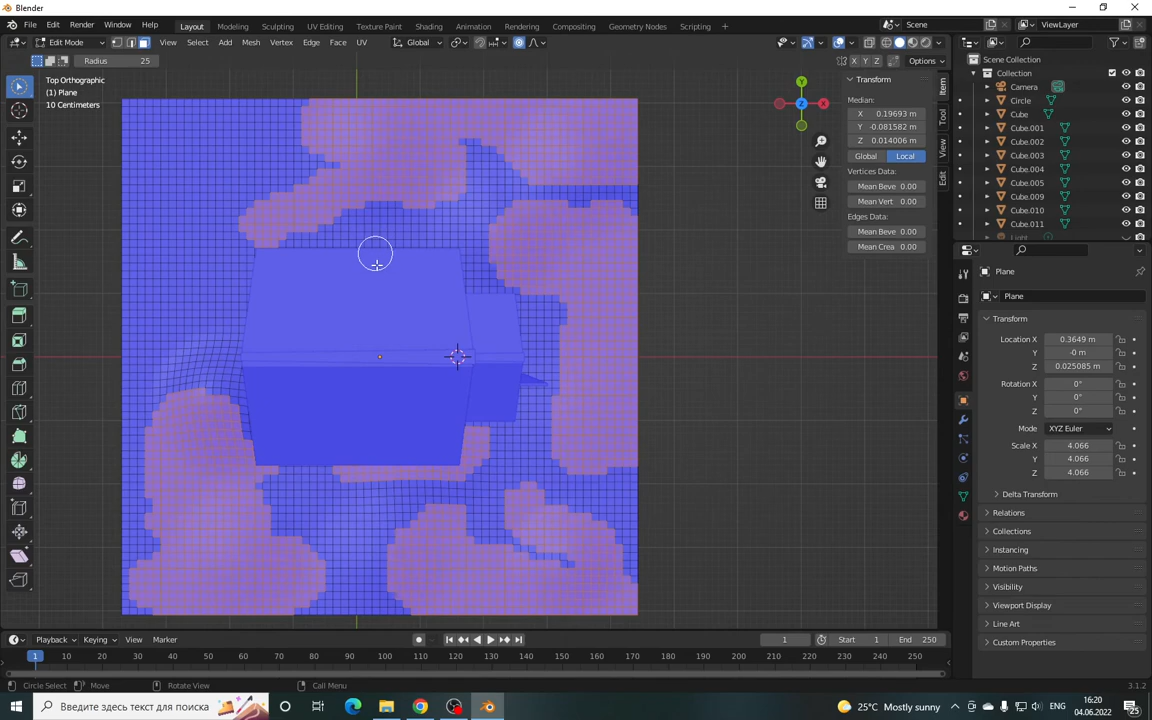 Blender
File Edit Render Window Help Layout Modeling Sculpting UV Editing Texture Paint Shading Animation Rendering Compositing Geometry Nodes Scripting Scene ViewLayer
Edit Mode View Select Add Mesh Vertex Edge Face UV Global
Radius 25 X Y Z Options
Top Orthographic
(1) Plane
10 Centimeters
Y
Z X
Transform
Median:
X 0.19693 m
Y -0.081582 m
Z 0.014006 m
Global Local
Vertices Data:
Mean Beve 0.00
Mean Vert 0.00
Edges Data:
Mean Beve 0.00
Mean Crea 0.00
Item
Tool
View
Edit
Scene Collection
Collection
Camera
Circle
Cube
Cube.001
Cube.002
Cube.003
Cube.004
Cube.005
Cube.009
Cube.010
Cube.011
Light
Plane
Plane
Transform
Location X 0.3649 m
Y -0 m
Z 0.025085 m
Rotation X 0°
Y 0°
Z 0°
Mode XYZ Euler
Scale X 4.066
Y 4.066
Z 4.066
Delta Transform
Relations
Collections
Instancing
Motion Paths
Visibility
Viewport Display
Line Art
Custom Properties
Playback Keying View Marker 1 Start 1 End 250
1 10 20 30 40 50 60 70 80 90 100 110 120 130 140 150 160 170 180 190 200 210 220 230 240 250
Circle Select Move Rotate View Call Menu 3.1.2
Введите здесь текст для поиска 25°C Mostly sunny ENG 16:20
04.06.2022 25